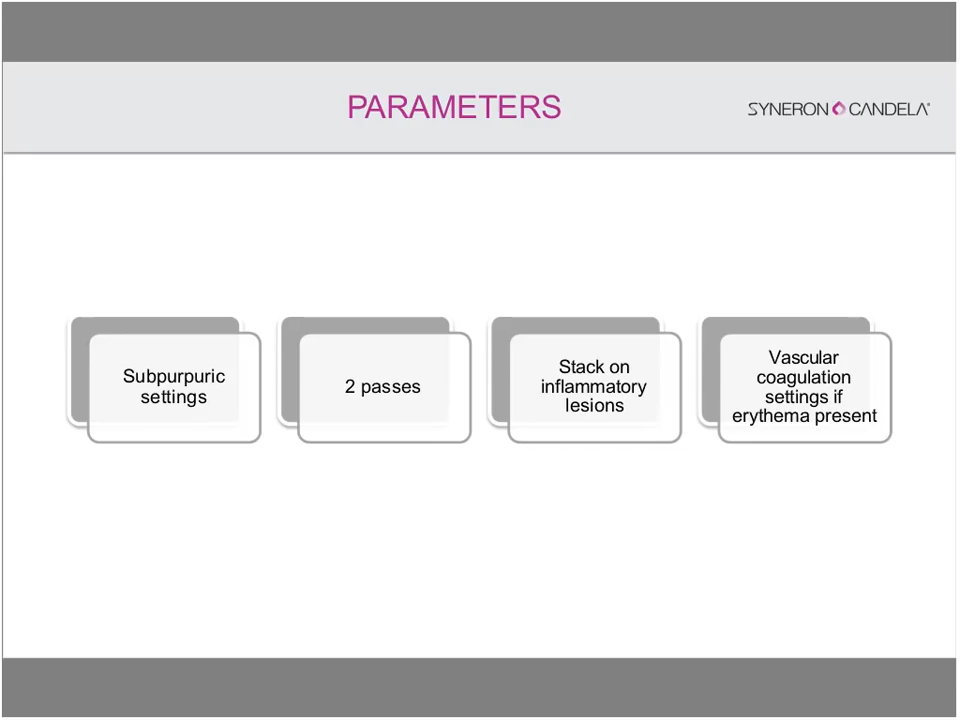 PARAMETERS
SYNERON CANDELA®
Subpurpuric
settings
2 passes
Stack on
inflammatory
lesions
Vascular
coagulation
settings if
erythema present